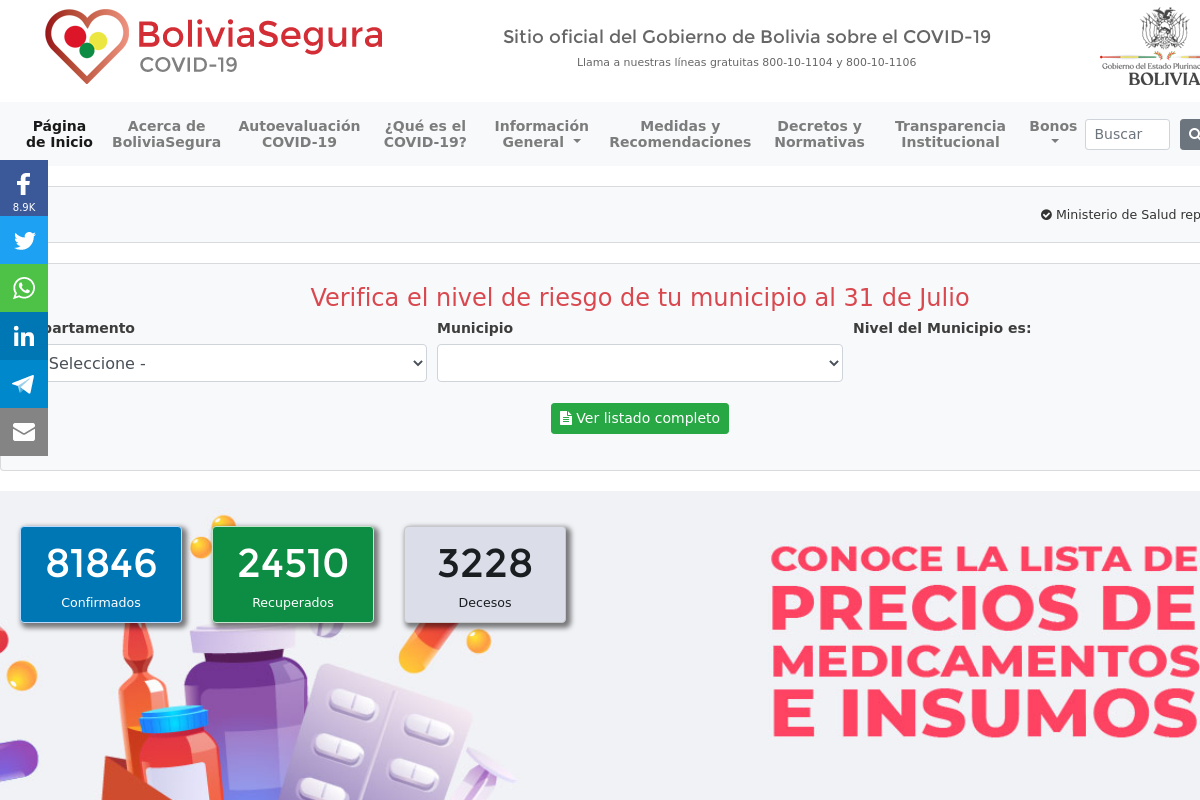 BoliviaSegura
COVID-19
Sitio oficial del Gobierno de Bolivia sobre el COVID-19
Llama a nuestras líneas gratuitas 800-10-1104 y 800-10-1106
Gobierno del Estado Plurinac
BOLIVIA
Página
de Inicio
Acerca de
BoliviaSegura
Autoevaluación
COVID-19
¿Qué es el
COVID-19?
Información
General
Medidas y
Recomendaciones
Decretos y
Normativas
Transparencia
Institucional
Bonos
Buscar
8.9K
Ministerio de Salud rep
Verifica el nivel de riesgo de tu municipio al 31 de Julio
partamento
Municipio
Nivel del Municipio es:
Seleccione -
Ver listado completo
81846
Confirmados
24510
Recuperados
3228
Decesos
CONOCE LA LISTA DE
PRECIOS DE
MEDICAMENTOS
E INSUMOS